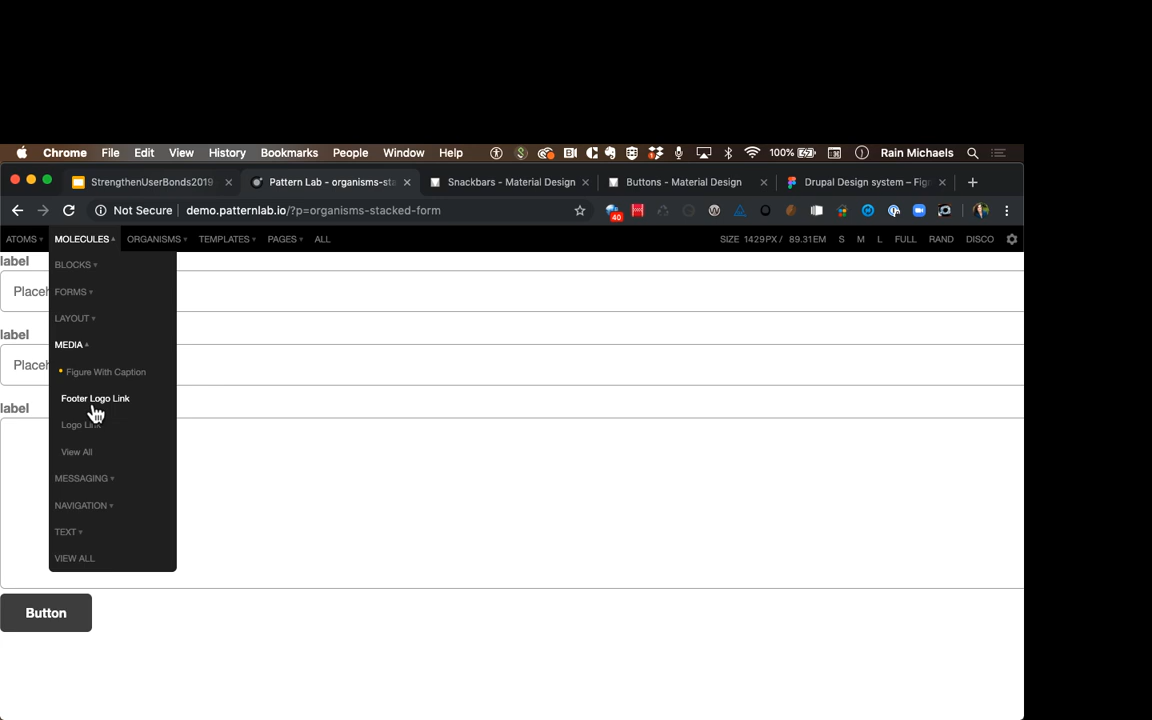 Chrome File Edit View History Bookmarks People Window Help 100% Rain Michaels
StrengthenUserBonds2019 Pattern Lab - organisms-sta Snackbars - Material Design Buttons - Material Design Drupal Design system – Fig
Not Secure demo.patternlab.io/?p=organisms-stacked-form 40
ATOMS MOLECULES ORGANISMS TEMPLATES PAGES ALL SIZE 1429PX / 89.31EM S M L FULL RAND DISCO
label
BLOCKS
Placeh
FORMS
LAYOUT
label
MEDIA
Placeh
Figure With Caption
Footer Logo Link
label
Logo Link
View All
MESSAGING
NAVIGATION
TEXT
VIEW ALL
Button